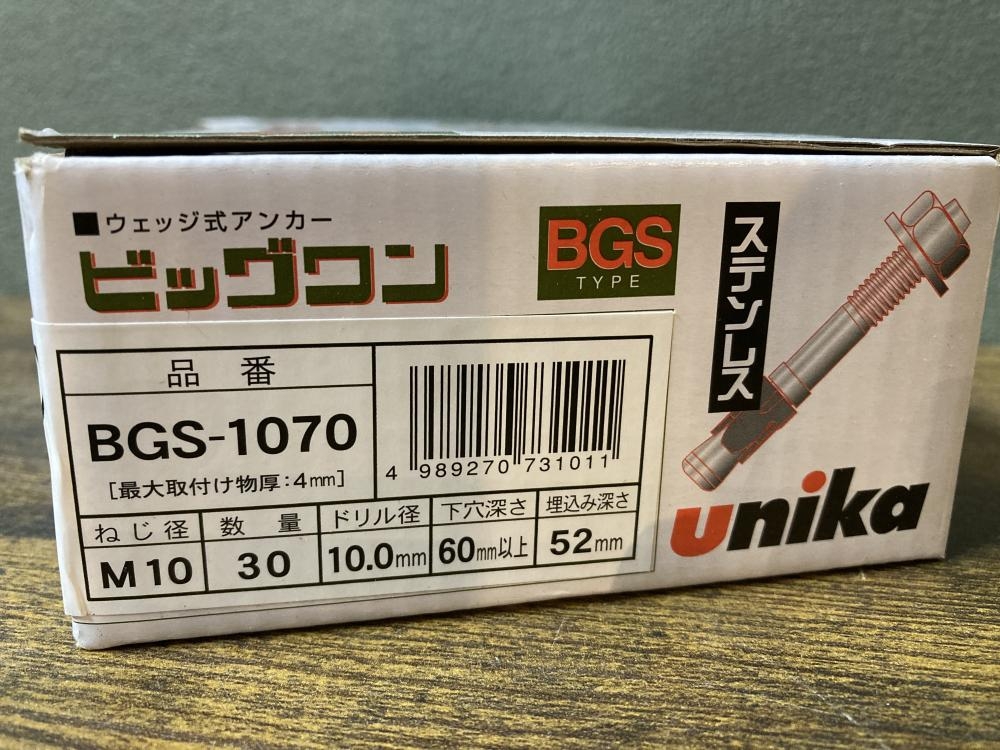 ■ウェッジ式アンカー
ビッグワン
BGS
TYPE
ステンレス
品番
BGS-1070
[最大取付け物厚:4mm]
4 989270 731011
ねじ径 数量 ドリル径 下穴深さ 埋込み深さ
M10 30 10.0mm 60mm以上 52mm
unika